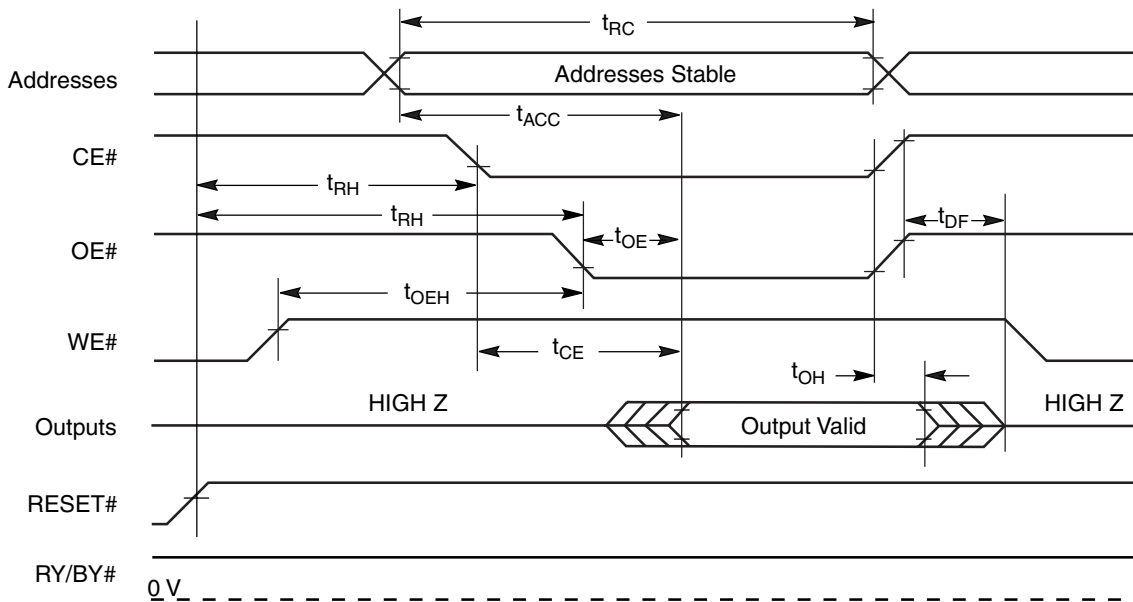 tRC
Addresses
Addresses Stable
tACC
CE#
tRH
tRH
tDF
OE#
tOE
tOEH
WE#
tCE
tOH
HIGH Z
HIGH Z
Outputs
Output Valid
RESET#
RY/BY#
0 V